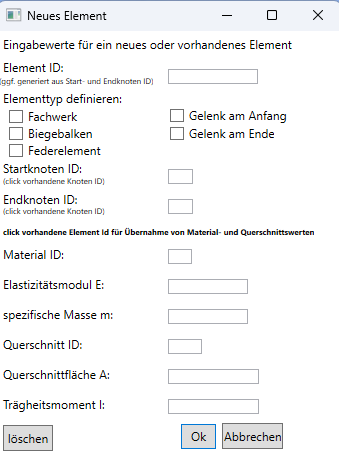 Neues Element
Eingabewerte für ein neues oder vorhandenes Element
Element ID:
(ggf. generiert aus Start- und Endknoten ID)
Elementtyp definieren:
Fachwerk
Gelenk am Anfang
Biegebalken
Gelenk am Ende
Federelement
Startknoten ID:
(click vorhandene Knoten ID)
Endknoten ID:
(click vorhandene Knoten ID)
click vorhandene Element Id für Übernahme von Material- und Querschnittswerten
Material ID:
Elastizitätsmodul E:
spezifische Masse m:
Querschnitt ID:
Querschnittfläche A:
Trägheitsmoment I:
löschen
Ok
Abbrechen